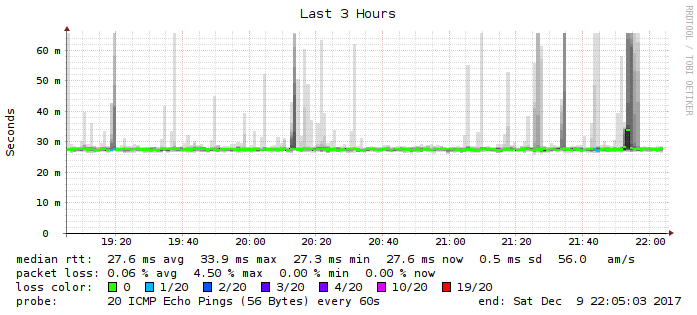 Last 3 Hours
RRDTOOL / TOBI OETIKER
Seconds
60 m
50 m
40 m
30 m
20 m
10 m
0
19:20 19:40 20:00 20:20 20:40 21:00 21:20 21:40 22:00
median rtt: 27.6 ms avg 33.9 ms max 27.3 ms min 27.6 ms now 0.5 ms sd 56.0 am/s
packet loss: 0.06 % avg 4.50 % max 0.00 % min 0.00 % now
loss color: 0 1/20 2/20 3/20 4/20 10/20 19/20
probe: 20 ICMP Echo Pings (56 Bytes) every 60s end: Sat Dec 9 22:05:03 2017